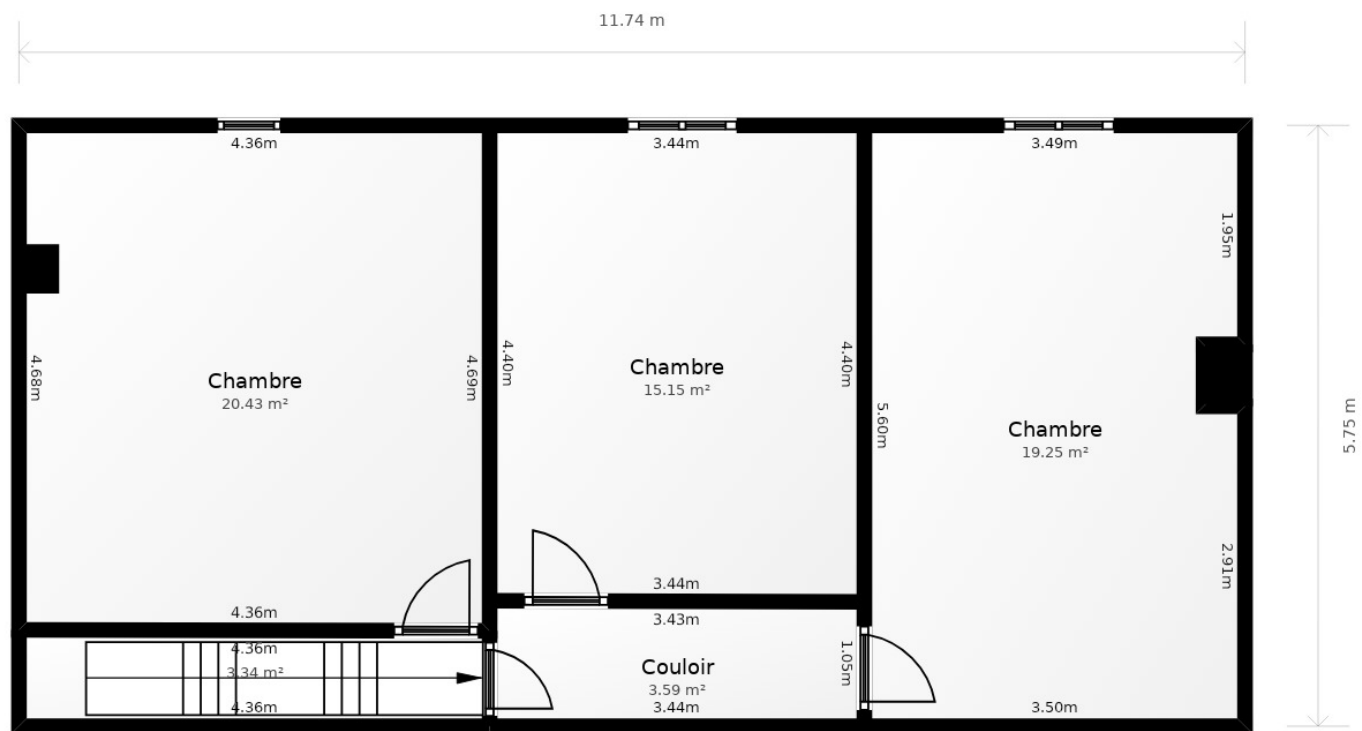 11.74 m
4.36m
3.44m
3.49m
1.95m
4.68m
4.69m
4.40m
4.40m
5.60m
5.75 m
Chambre
20.43 m²
Chambre
15.15 m²
Chambre
19.25 m²
2.91m
4.36m
3.44m
4.36m
3.34 m²
4.36m
3.43m
1.05m
Couloir
3.59 m²
3.44m
3.50m